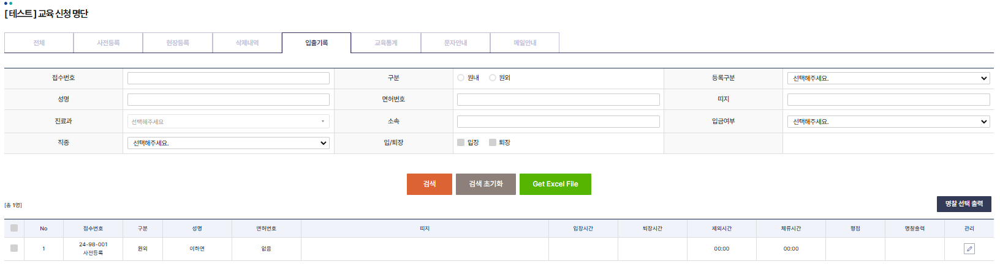 [테스트] 교육 신청 명단
전체 사전등록 현장등록 삭제내역 입출기록 교육통계 문자안내 메일안내
접수번호 구분 원내 원외 등록구분 선택해주세요.
성명 면허번호 띠지
진료과 선택해주세요 소속 입금여부 선택해주세요.
직종 선택해주세요. 입/퇴장 입장 퇴장
검색 검색 초기화 Get Excel File
[총 1명] 명찰 선택 출력
No 접수번호 구분 성명 면허번호 띠지 입장시간 퇴장시간 제외시간 체류시간 평점 명찰출력 관리
1 24-98-001 원외 이하연 없음 00:00 00:00
사전등록